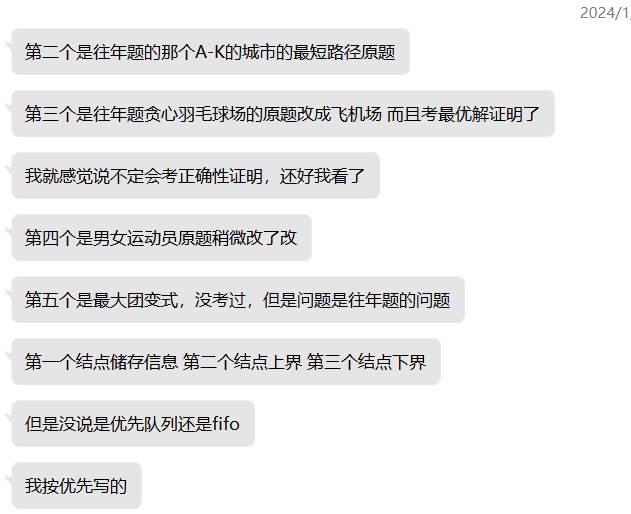 2024/1
第二个是往年题的那个A-K的城市的最短路径原题
第三个是往年题贪心羽毛球场的原题改成飞机场 而且考最优解证明了
我就感觉说不定会考正确性证明，还好我看了
第四个是男女运动员原题稍微改了改
第五个是最大团变式，没考过，但是问题是往年题的问题
第一个结点储存信息 第二个结点上界 第三个结点下界
但是没说是优先队列还是fifo
我按优先写的